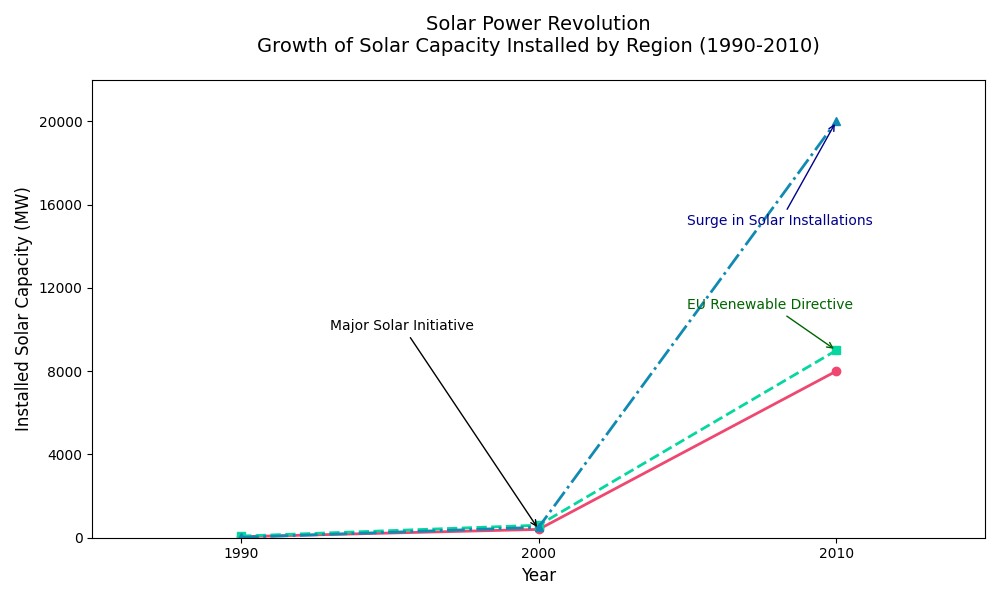 Solar Power Revolution
Growth of Solar Capacity Installed by Region (1990-2010)
Installed Solar Capacity (MW)
20000
16000
12000
8000
4000
0
Surge in Solar Installations
EU Renewable Directive
Major Solar Initiative
1990
2000
2010
Year